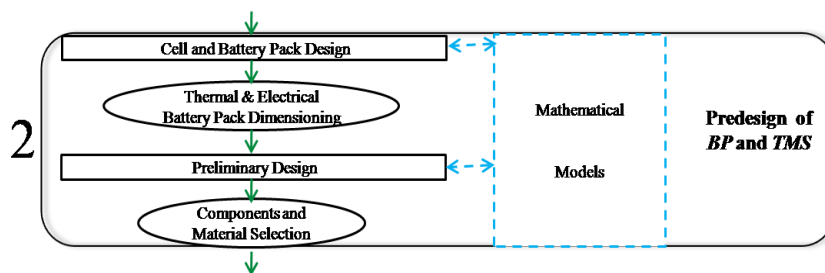 2
Cell and Battery Pack Design
Thermal & Electrical
Battery Pack Dimensioning
Preliminary Design
Components and
Material Selection
Mathematical
Models
Predesign of
BP and TMS